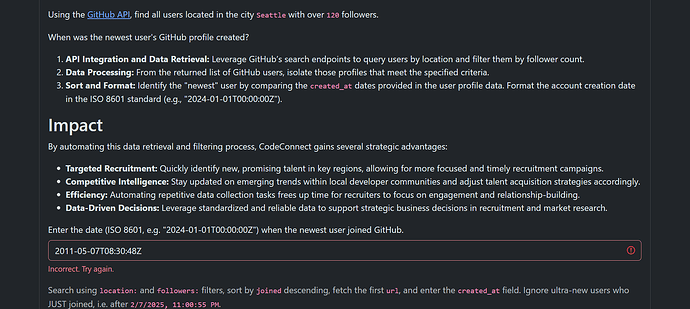 Using the GitHub API, find all users located in the city Seattle with over 120 followers.
When was the newest user's GitHub profile created?
1. API Integration and Data Retrieval: Leverage GitHub's search endpoints to query users by location and filter them by follower count.
2. Data Processing: From the returned list of GitHub users, isolate those profiles that meet the specified criteria.
3. Sort and Format: Identify the "newest" user by comparing the created_at dates provided in the user profile data. Format the account creation date
in the ISO 8601 standard (e.g., "2024-01-01T00:00:00Z").
Impact
By automating this data retrieval and filtering process, CodeConnect gains several strategic advantages:
• Targeted Recruitment: Quickly identify new, promising talent in key regions, allowing for more focused and timely recruitment campaigns.
• Competitive Intelligence: Stay updated on emerging trends within local developer communities and adjust talent acquisition strategies accordingly.
• Efficiency: Automating repetitive data collection tasks frees up time for recruiters to focus on engagement and relationship-building.
• Data-Driven Decisions: Leverage standardized and reliable data to support strategic business decisions in recruitment and market research.
Enter the date (ISO 8601, e.g. "2024-01-01T00:00:00Z") when the newest user joined GitHub.
2011-05-07T08:30:48Z
Incorrect. Try again.
Search using location: and followers: filters, sort by joined descending, fetch the first url, and enter the created_at field. Ignore ultra-new users who
JUST joined, i.e. after 2/7/2025, 11:00:55 PM.